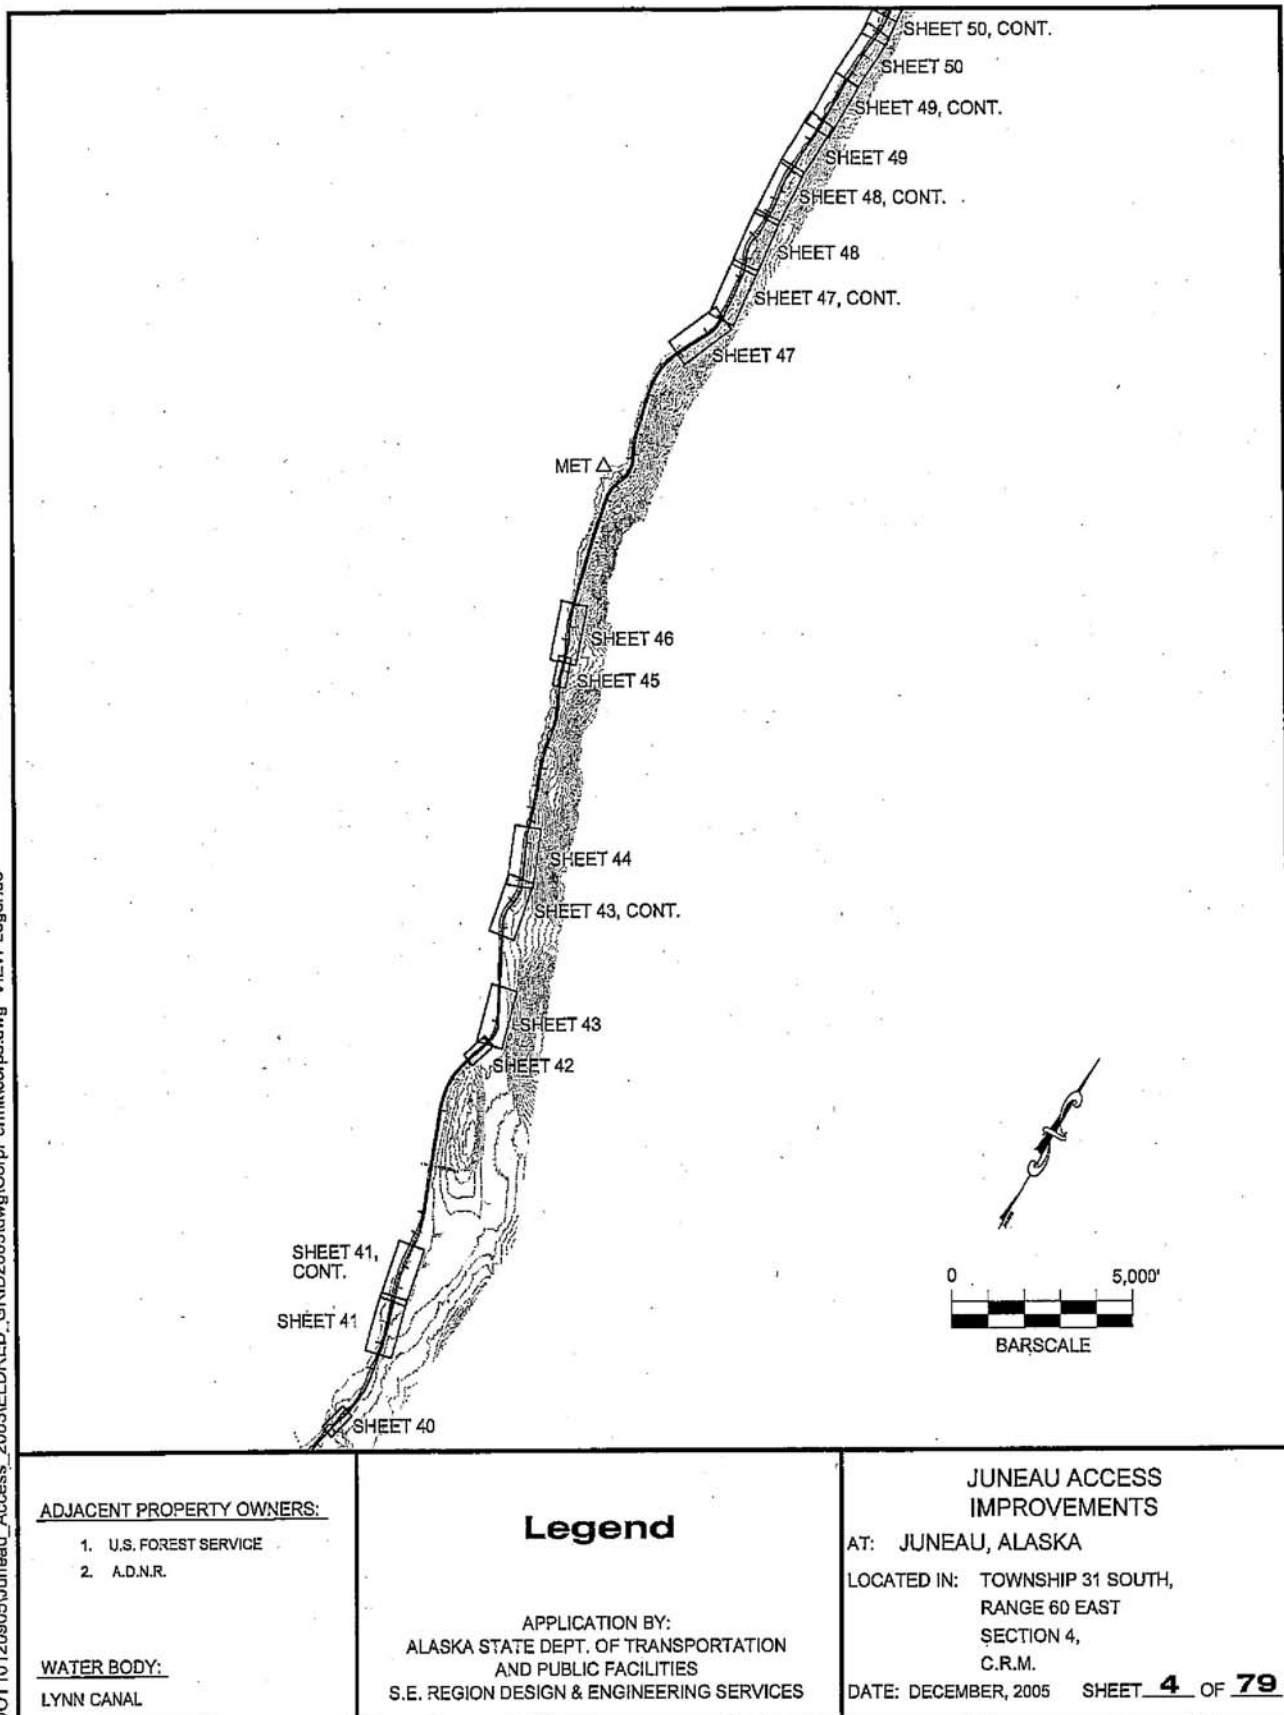 SHEET 50, CONT.
SHEET 50
SHEET 49, CONT.
SHEET 49
SHEET 48, CONT.
SHEET 48
SHEET 47, CONT.
SHEET 47
MET
SHEET 46
SHEET 45
SHEET 44
SHEET 43, CONT.
SHEET 43
SHEET 42
SHEET 41,
CONT.
SHEET 41
SHEET 40
0 5,000'
BARSCALE
ADJACENT PROPERTY OWNERS:
1. U.S. FOREST SERVICE
2. A.D.N.R.
WATER BODY:
LYNN CANAL
Legend
APPLICATION BY:
ALASKA STATE DEPT. OF TRANSPORTATION
AND PUBLIC FACILITIES
S.E. REGION DESIGN & ENGINEERING SERVICES
JUNEAU ACCESS
IMPROVEMENTS
AT: JUNEAU, ALASKA
LOCATED IN: TOWNSHIP 31 SOUTH,
RANGE 60 EAST
SECTION 4,
C.R.M.
DATE: DECEMBER, 2005 SHEET 4 OF 79